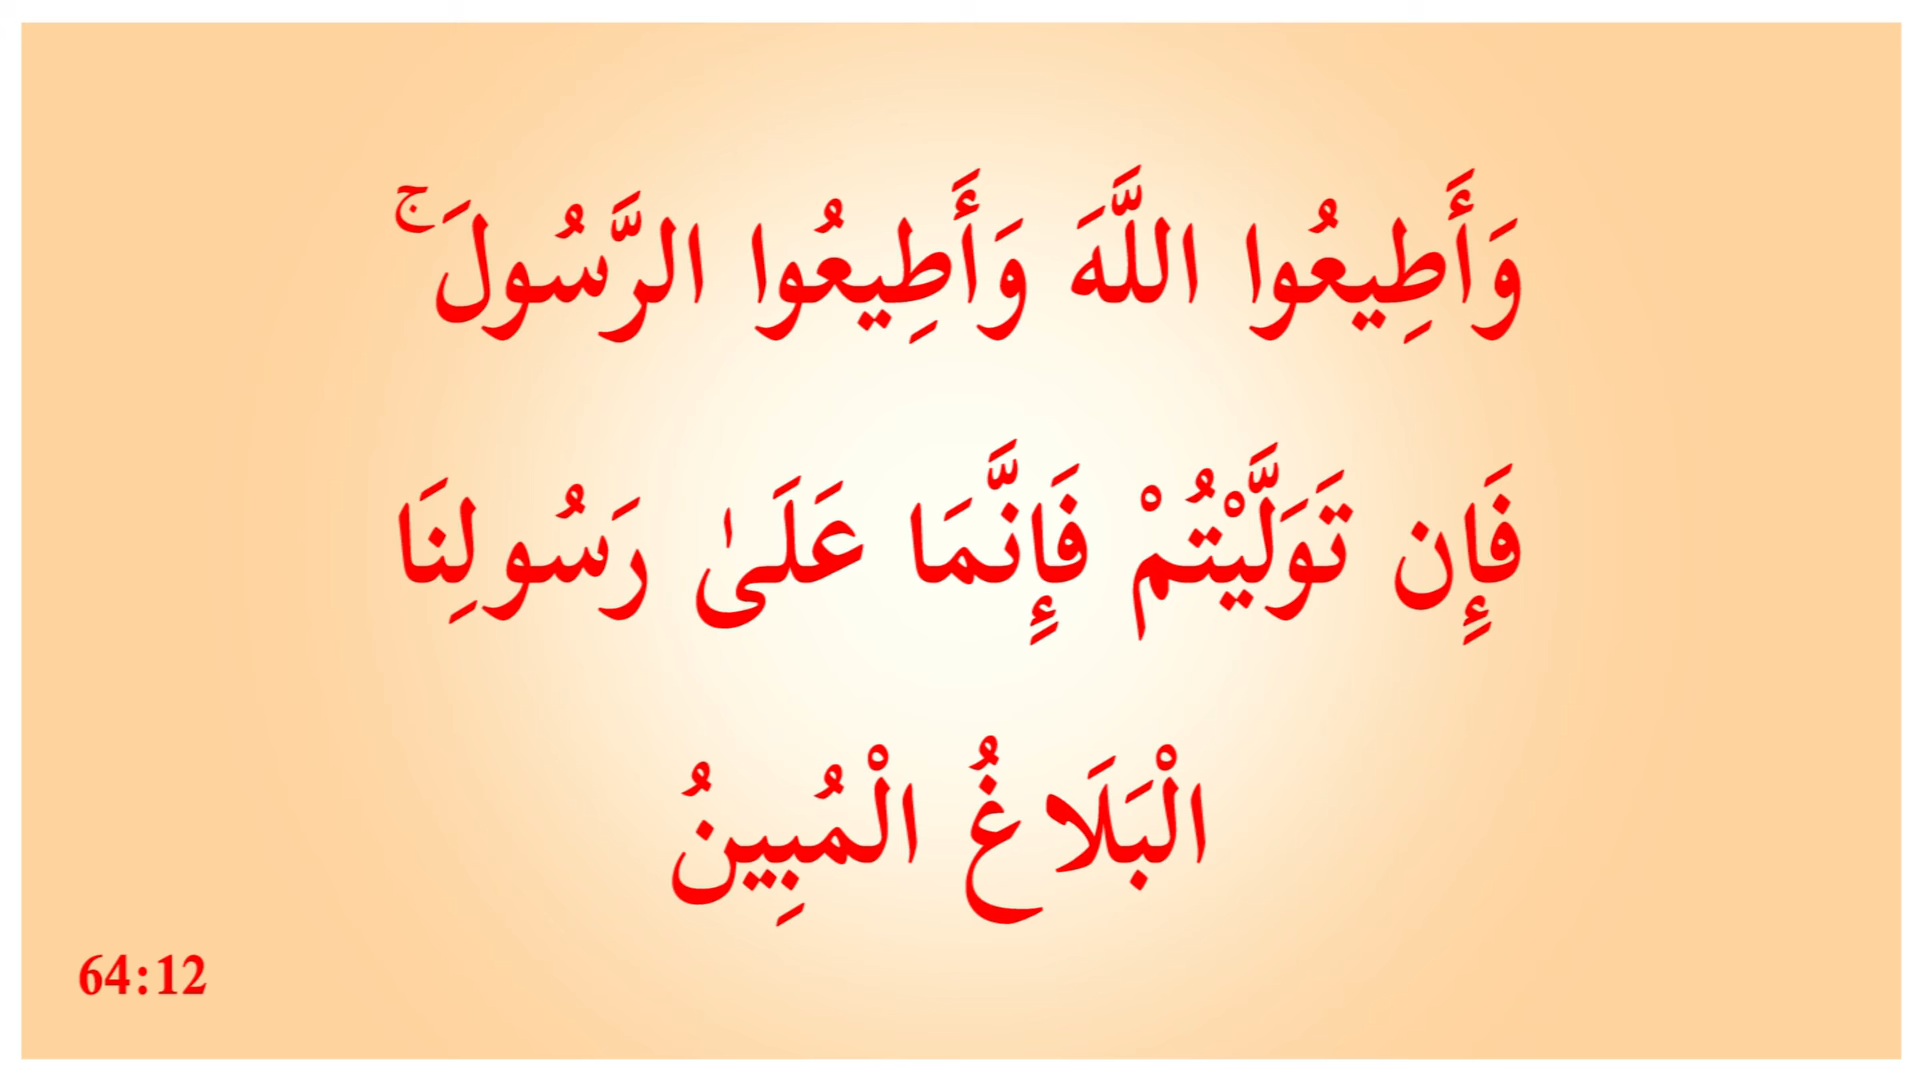 وَأَطِيعُوا اللَّهَ وَأَطِيعُوا الرَّسُولَ ۚ
فَإِن تَوَلَّيْتُمْ فَإِنَّمَا عَلَىٰ رَسُولِنَا
الْبَلَاغُ الْمُبِينُ
64:12